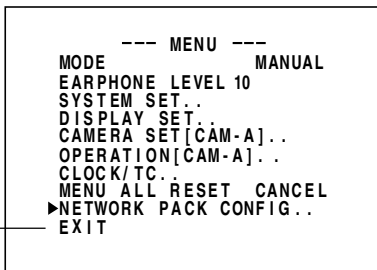 --- MENU ---
MODE MANUAL
EARPHONE LEVEL 10
SYSTEM SET..
DISPLAY SET..
CAMERA SET[CAM-A]..
OPERATION[CAM-A]..
CLOCK/TC..
MENU ALL RESET CANCEL
▶NETWORK PACK CONFIG..
EXIT